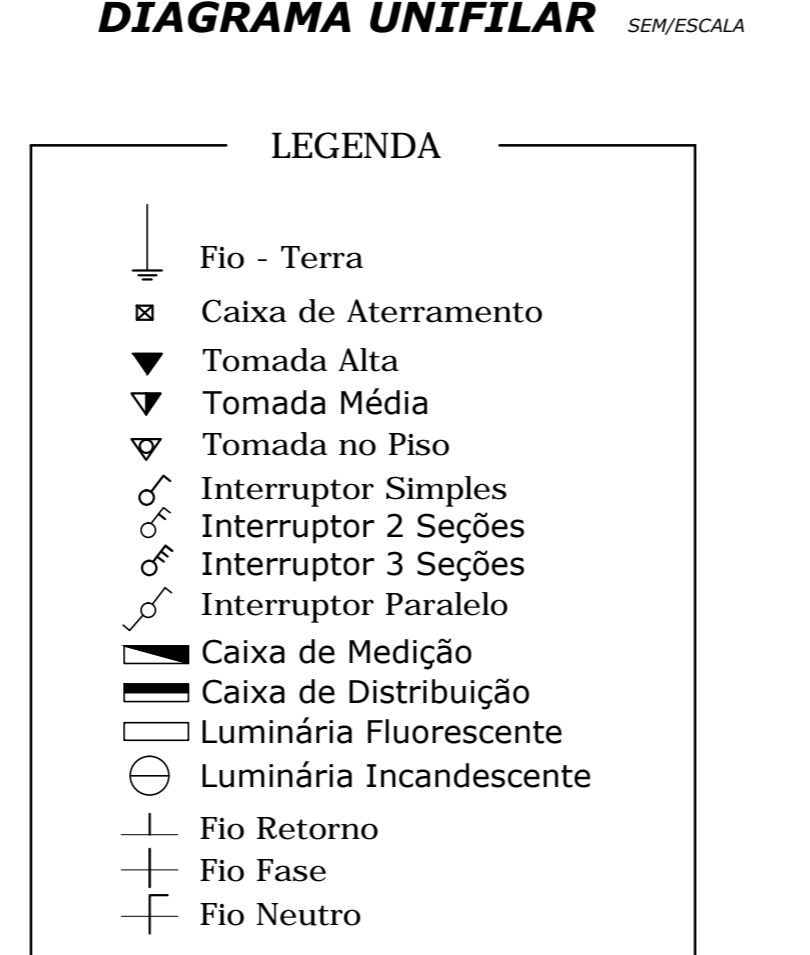 DIAGRAMA UNIFILAR SEM/ESCALA
LEGENDA
Fio - Terra
Caixa de Aterramento
Tomada Alta
Tomada Média
Tomada no Piso
Interruptor Simples
Interruptor 2 Seções
Interruptor 3 Seções
Interruptor Paralelo
Caixa de Medição
Caixa de Distribuição
Luminária Fluorescente
Luminária Incandescente
Fio Retorno
Fio Fase
Fio Neutro